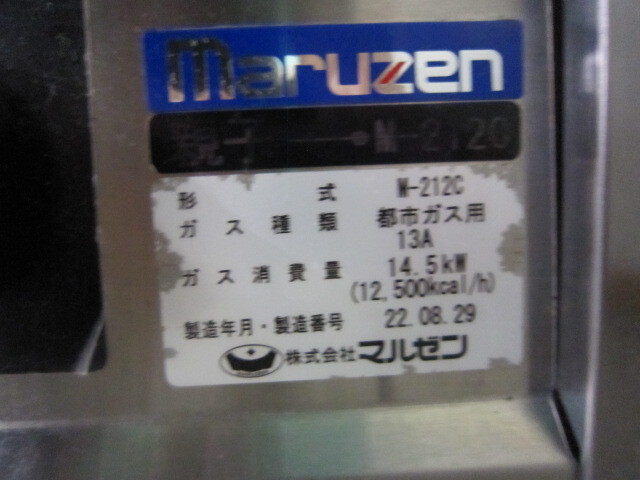 maruzen
親子 M-212C
形式 M-212C
ガス種類 都市ガス用
13A
ガス消費量 14.5kW
(12,500kcal/h)
製造年月・製造番号 22.08.29
株式会社マルゼン